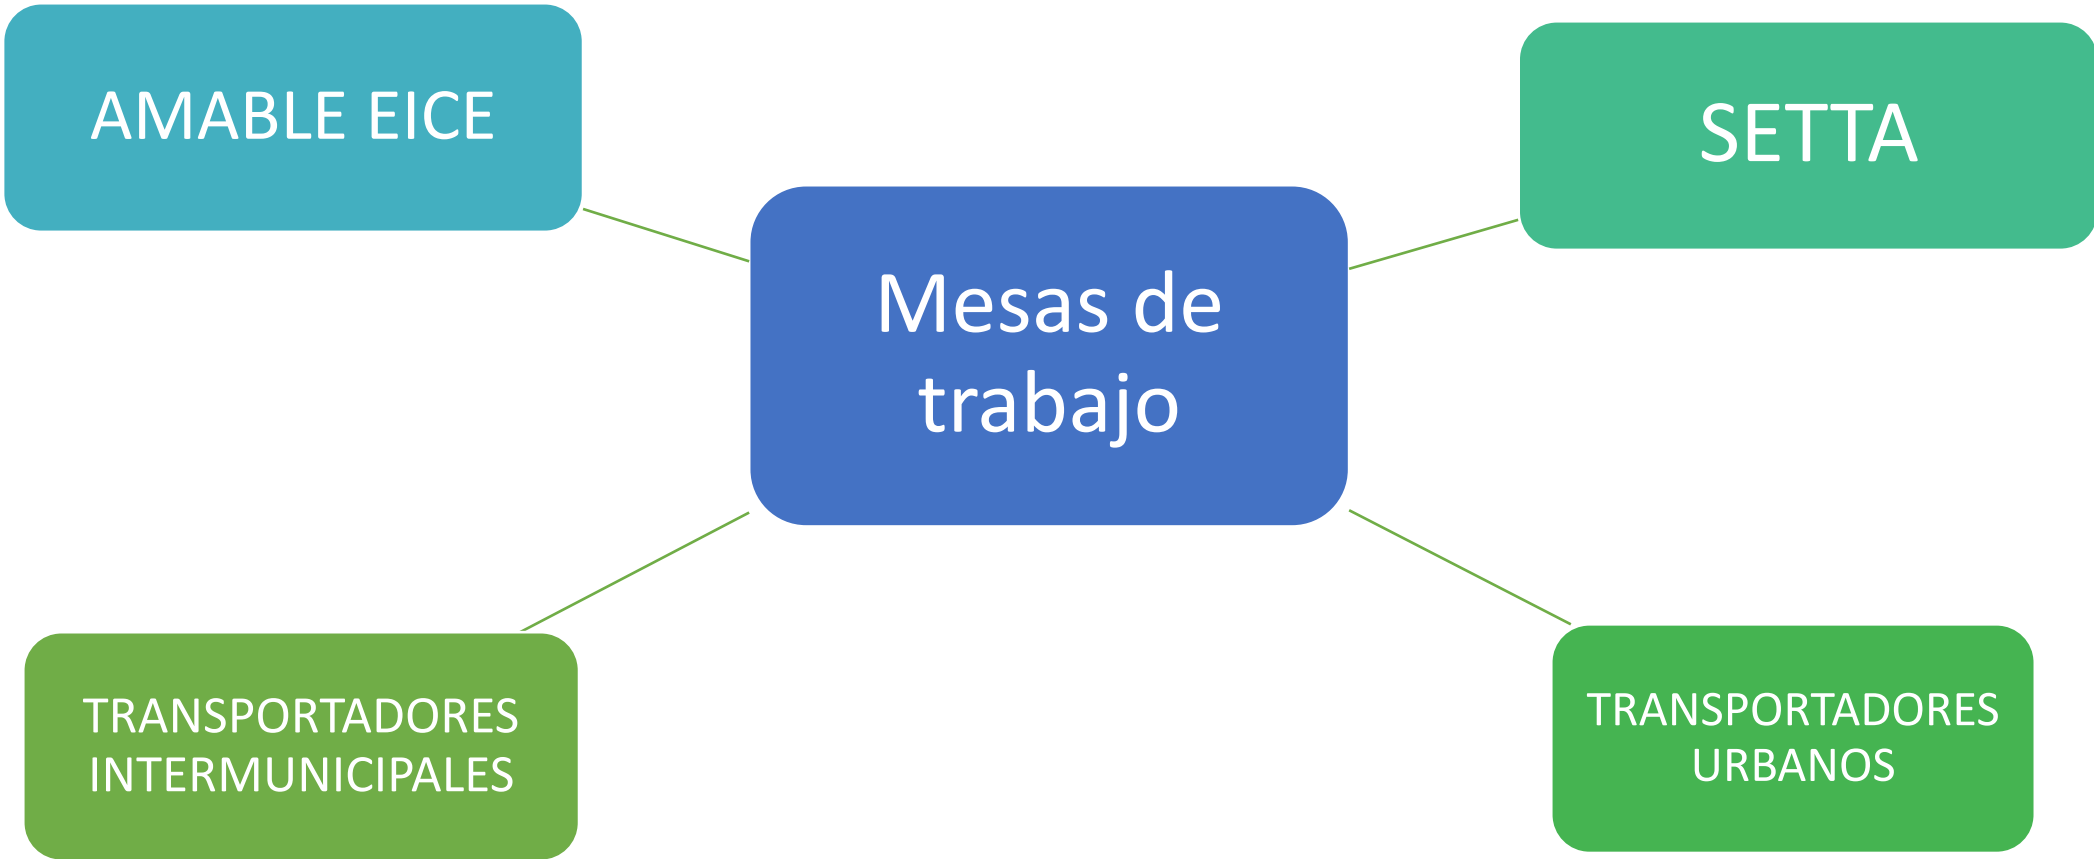 AMABLE EICE
SETTA
Mesas de
trabajo
TRANSPORTADORES
INTERMUNICIPALES
TRANSPORTADORES
URBANOS